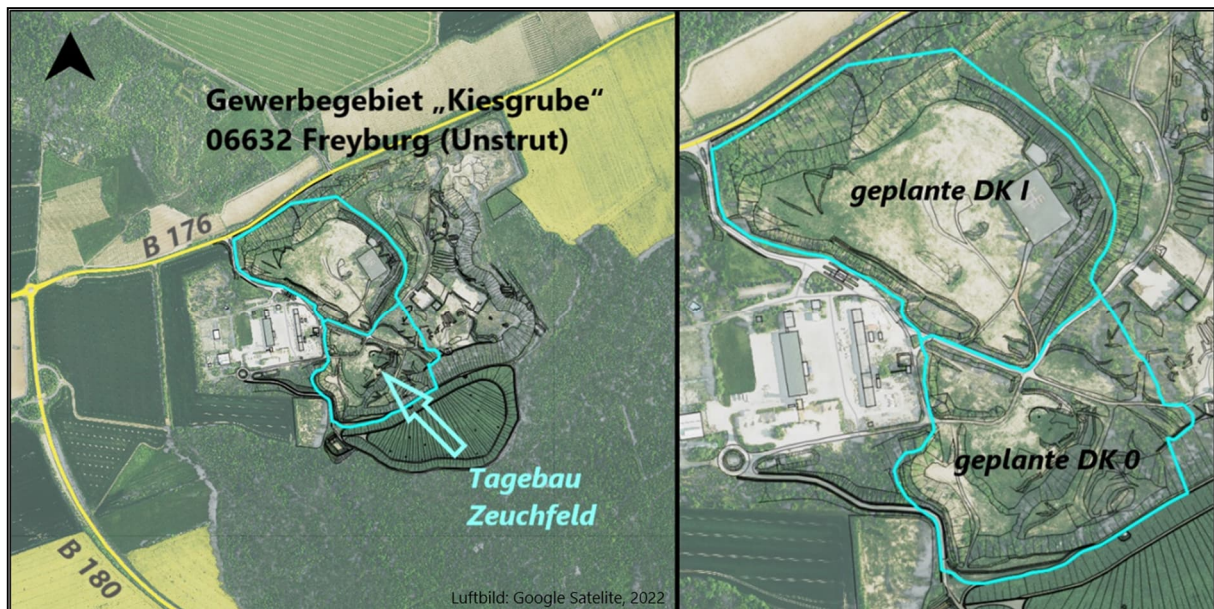 Gewerbegebiet „Kiesgrube“
06632 Freyburg (Unstrut)
B 176
Tagebau
Zeuchfeld
B 180
Luftbild: Google Satelite, 2022
geplante DK I
geplante DK 0